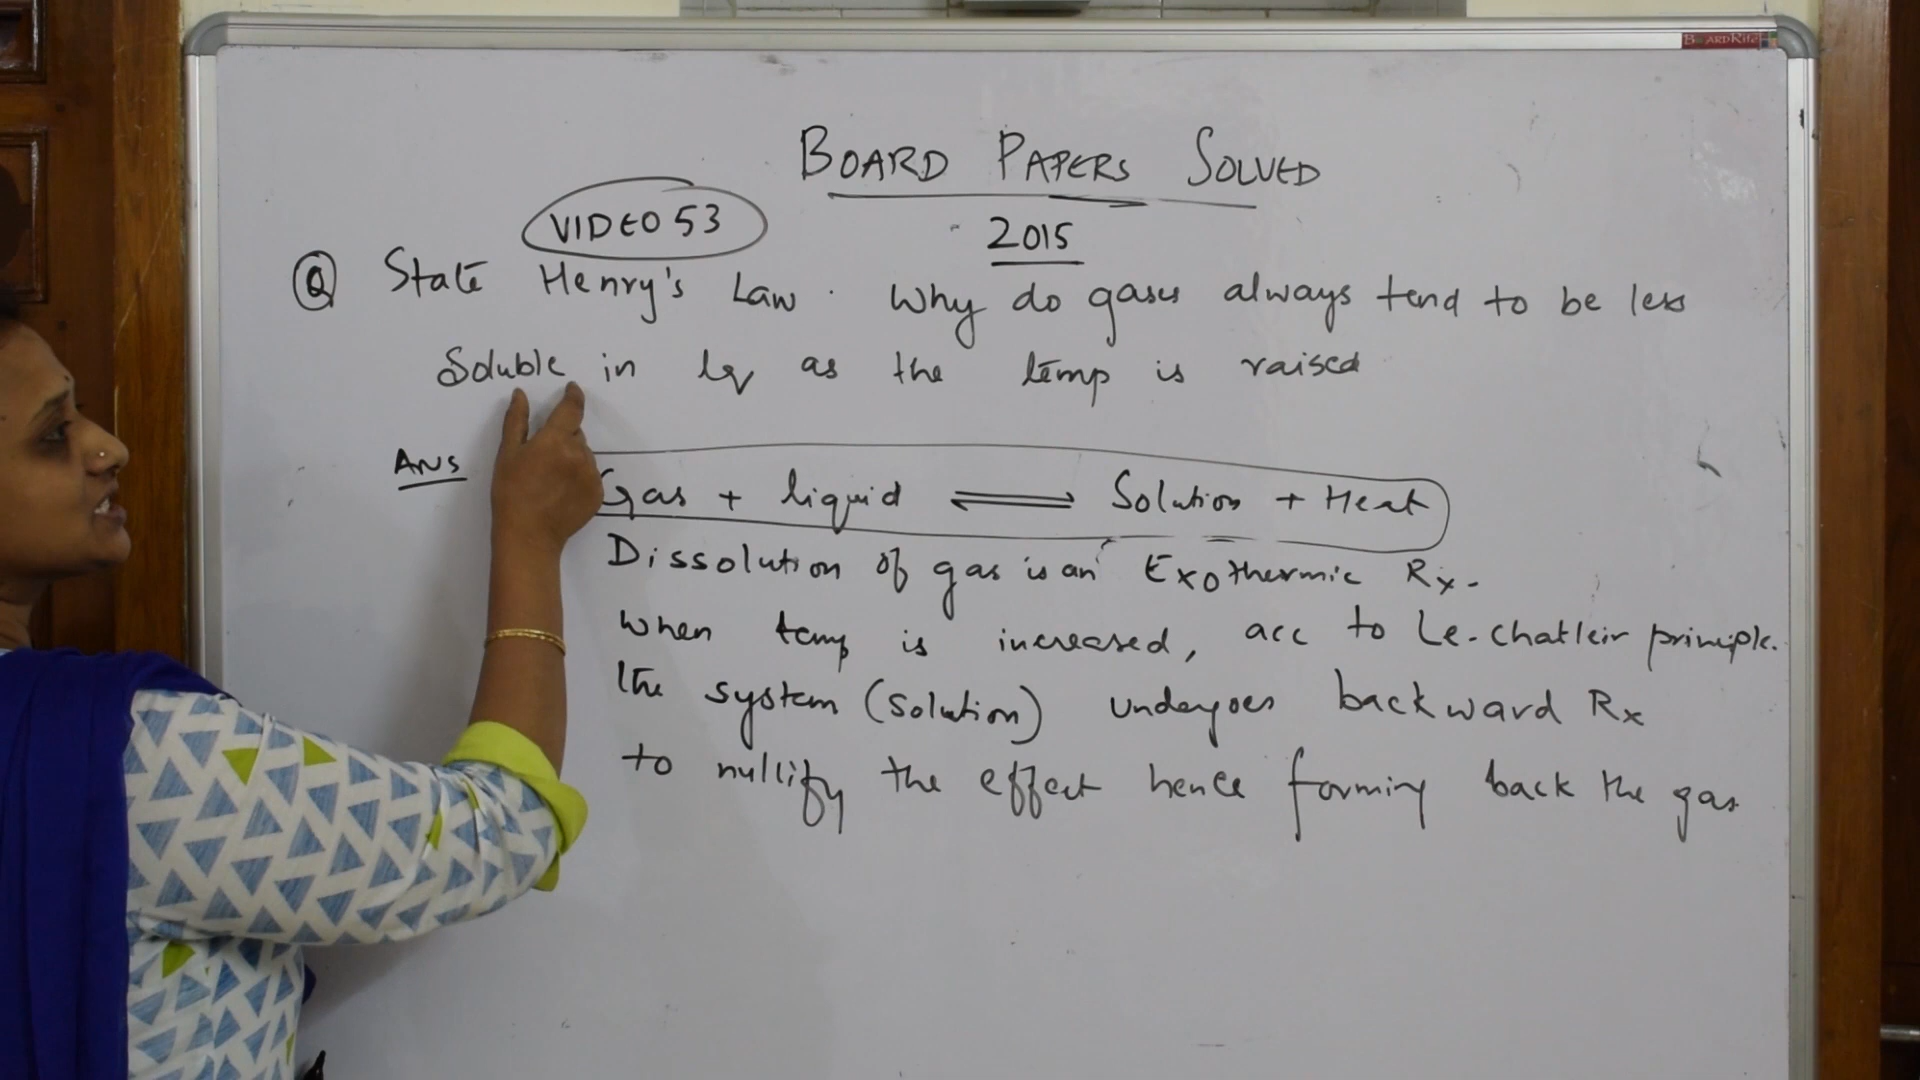 BOARDRITE
BOARD PAPERS SOLVED
VIDEO 53
2015
Q State Henry's Law. Why do gases always tend to be less
Soluble in lq as the temp is raised
ANS
Gas + liquid ⇌ Solution + Heat
Dissolution of gas is an Exothermic Rx.
When temp is increased, acc to Le-chatleir principle.
the system (solution) undergoes backward Rx
to nullify the effect hence forming back the gas